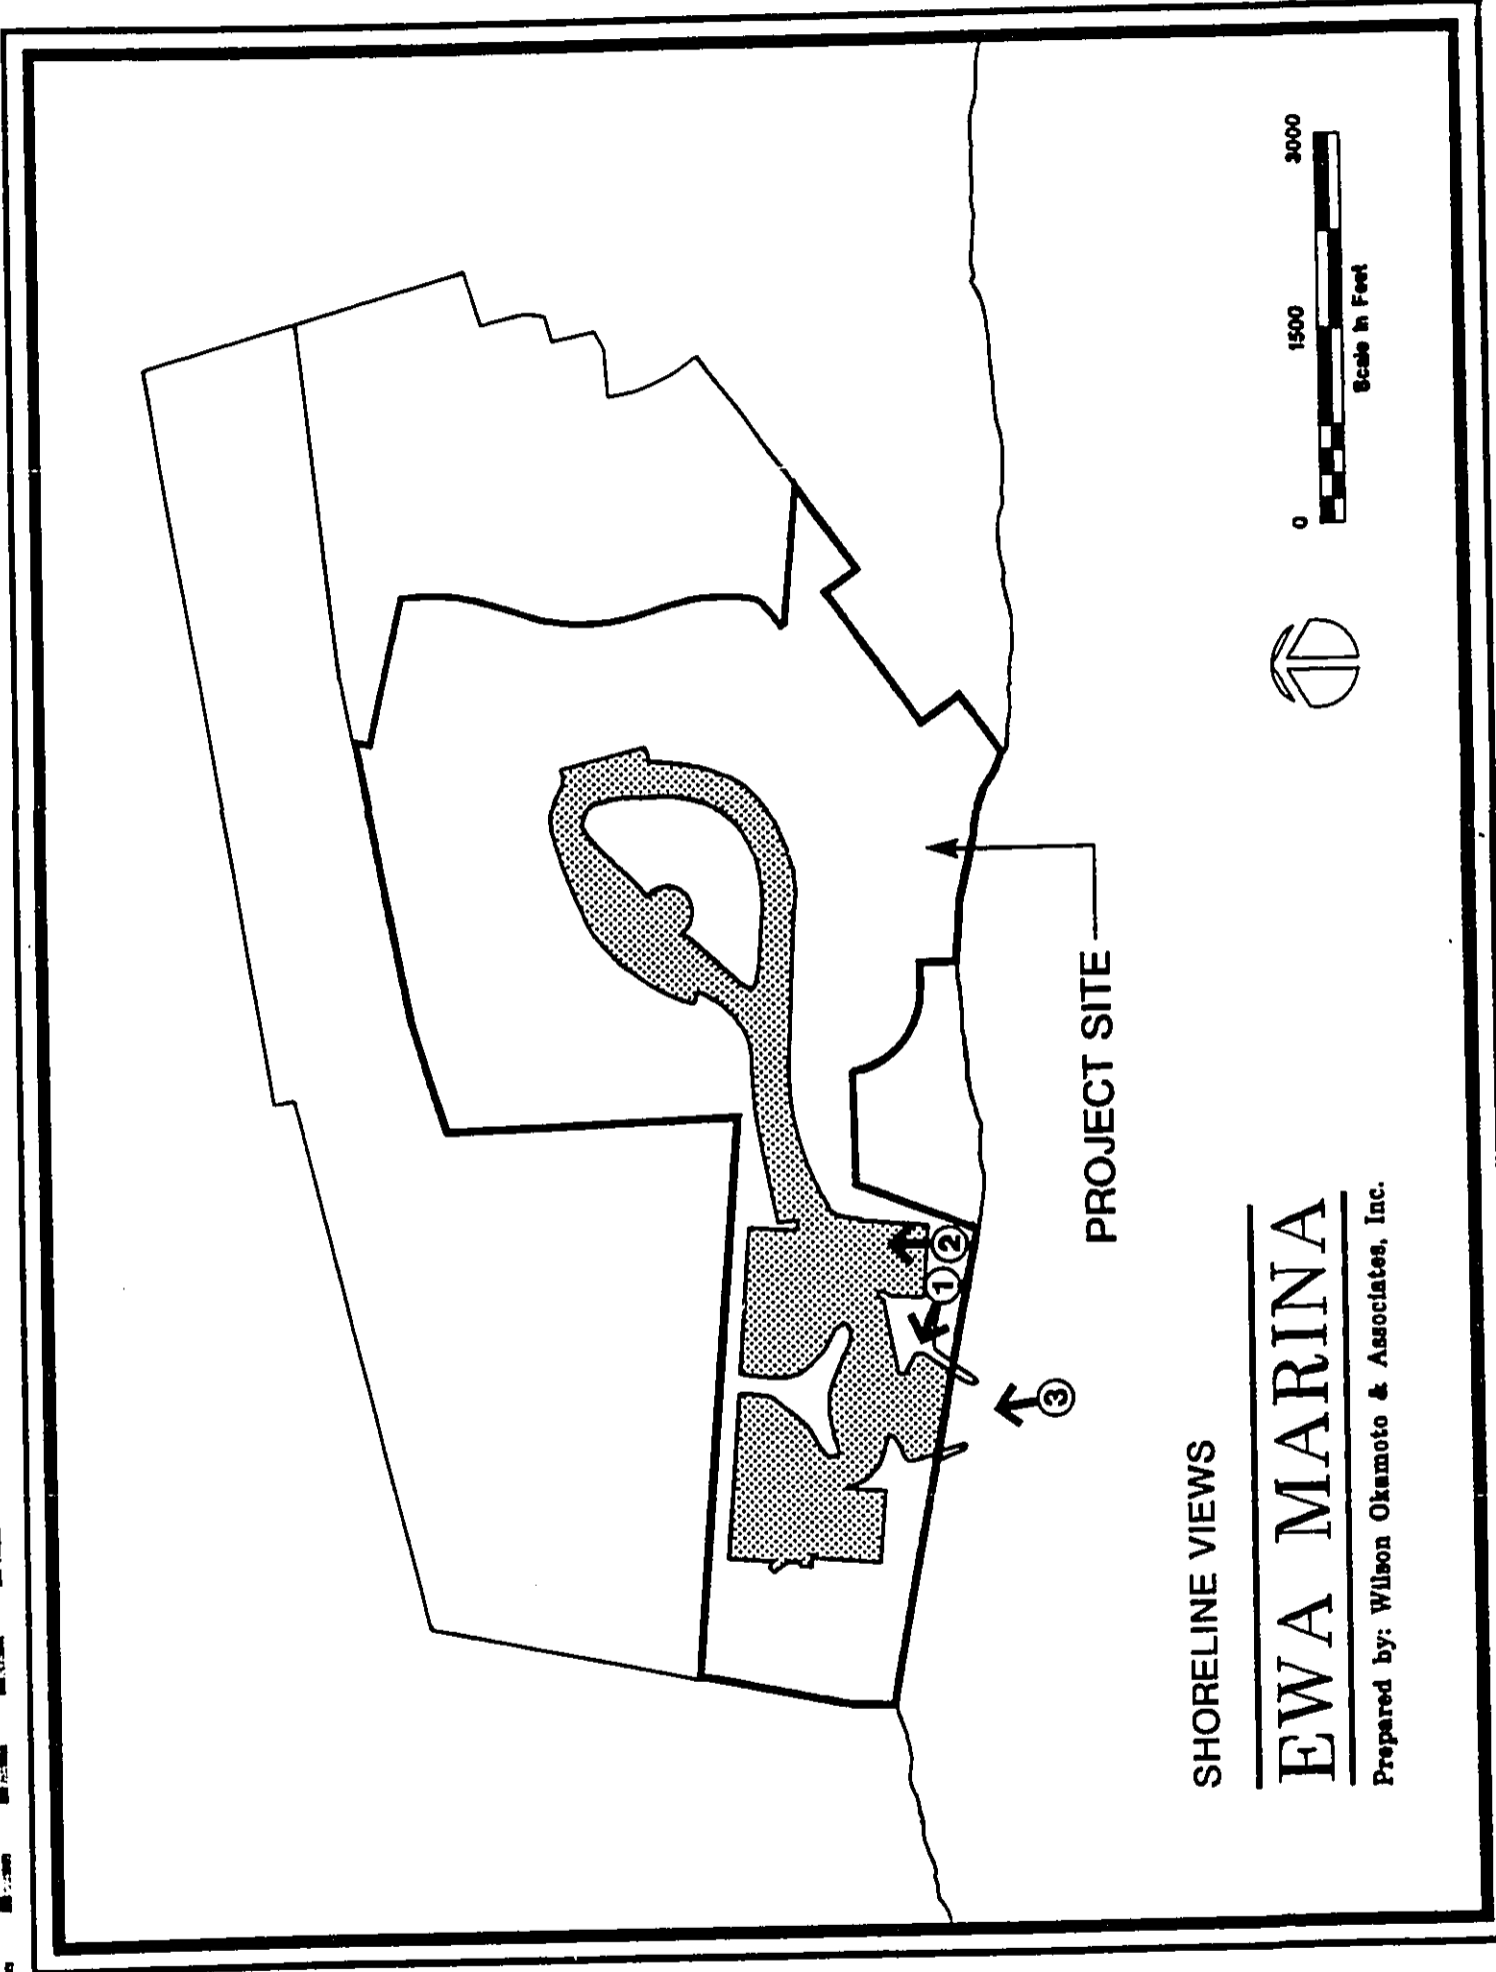 PROJECT SITE
1
2
3
SHORELINE VIEWS
EWA MARINA
Prepared by: Wilson Okamoto & Associates, Inc.
0 1500 3000
Scale in Feet